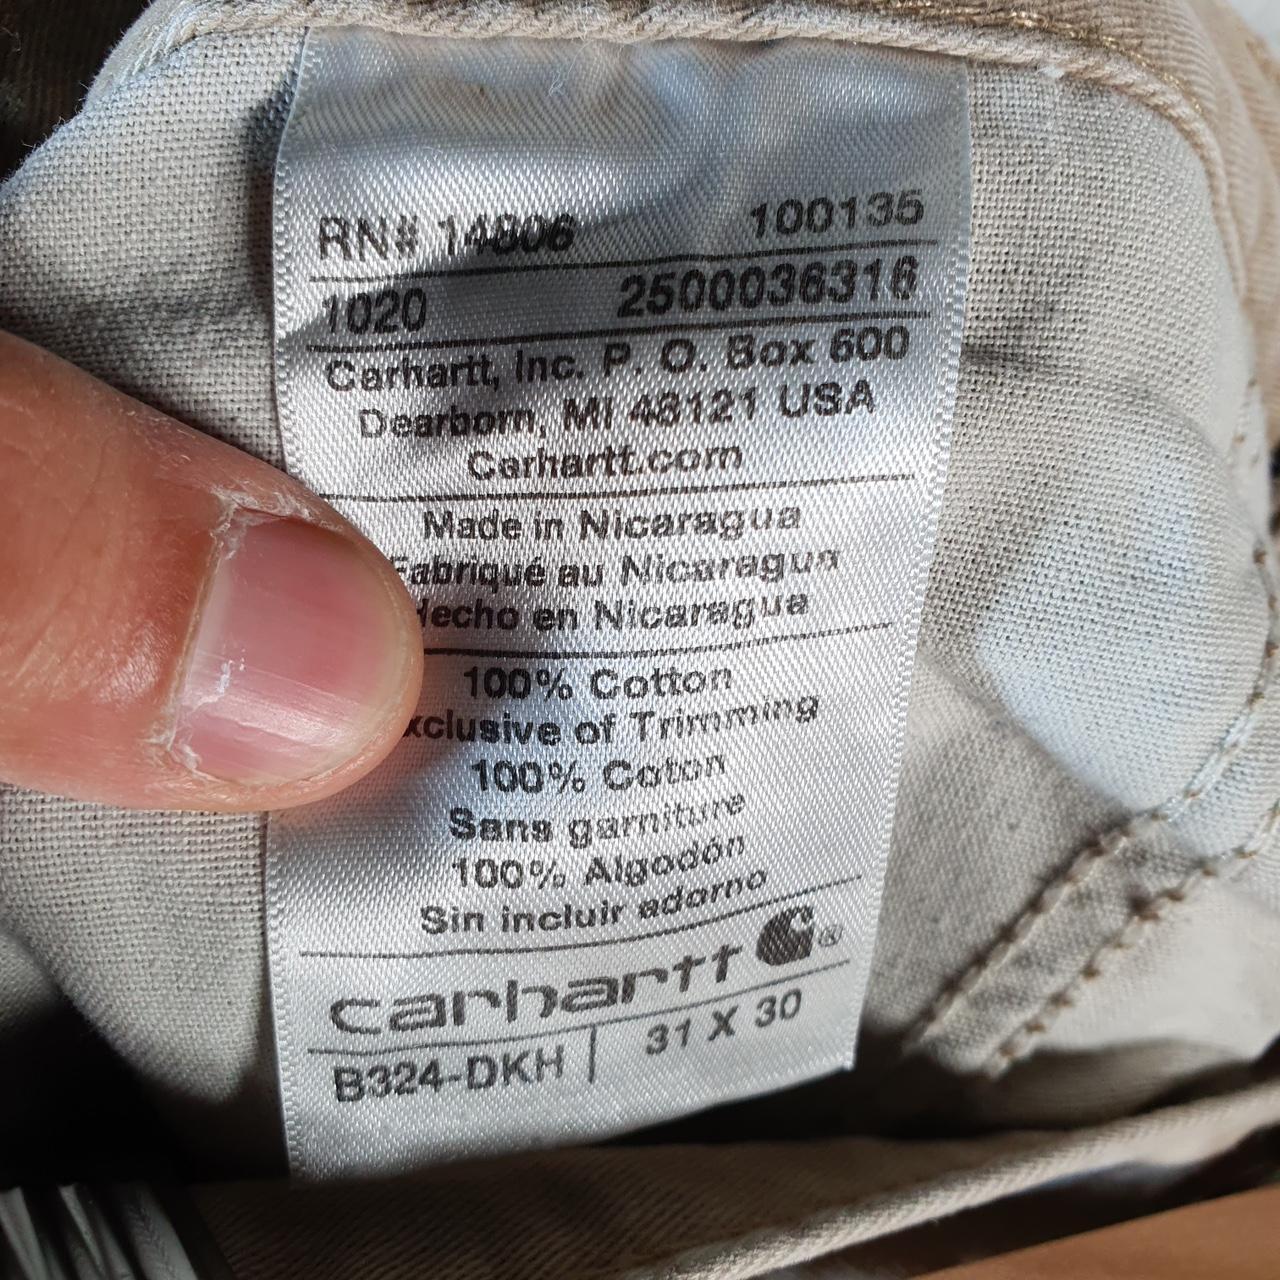 RN# 14806 100135
1020 2500036316
Carhartt, Inc. P. O. Box 600
Dearborn, MI 48121 USA
Carhartt.com
Made in Nicaragua
Fabriqué au Nicaragua
Hecho en Nicaragua
100% Cotton
xclusive of Trimming
100% Coton
Sans garniture
100% Algodón
Sin incluir adorno
carhartt ®
B324-DKH | 31 X 30